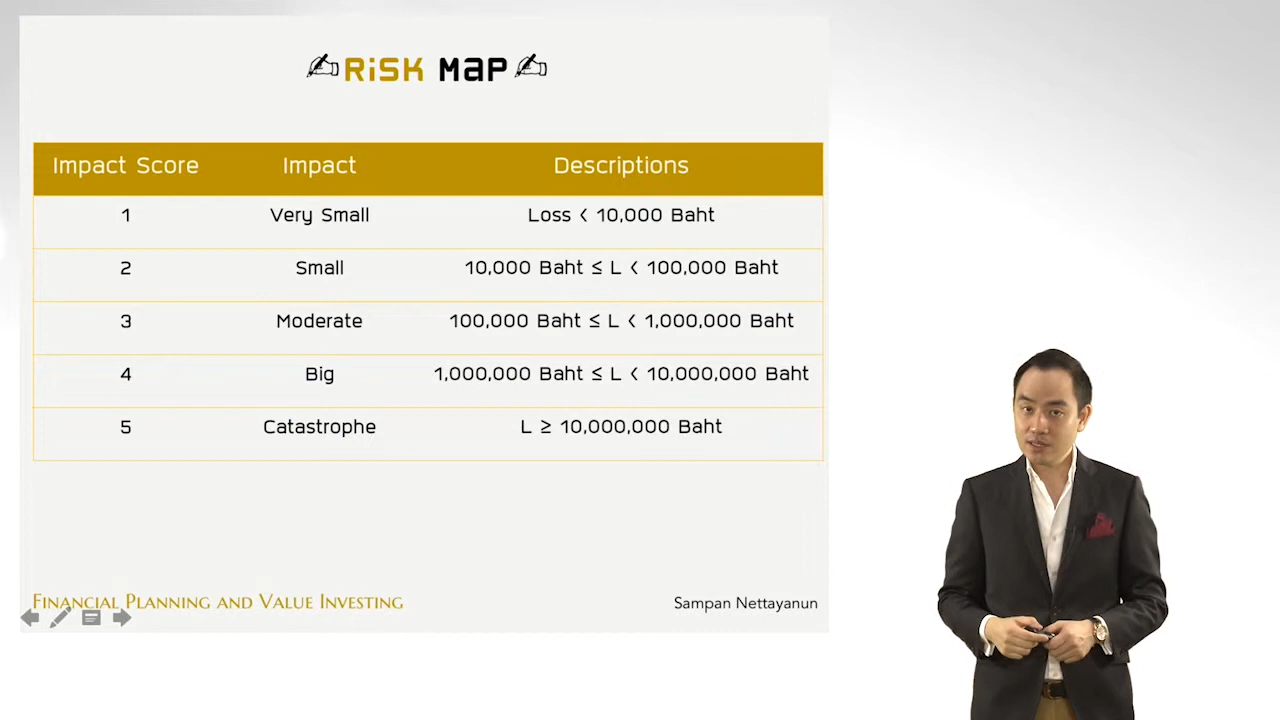 RiSK MaP
Impact Score Impact Descriptions
1 Very Small Loss < 10,000 Baht
2 Small 10,000 Baht ≤ L < 100,000 Baht
3 Moderate 100,000 Baht ≤ L < 1,000,000 Baht
4 Big 1,000,000 Baht ≤ L < 10,000,000 Baht
5 Catastrophe L ≥ 10,000,000 Baht
Financial Planning and Value Investing
Sampan Nettayanun